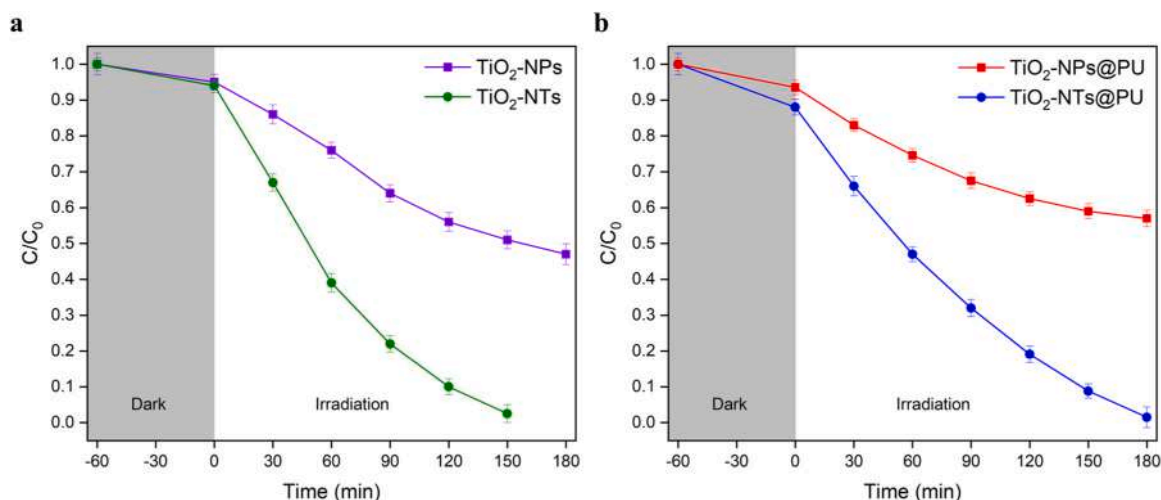 a
1.0
0.9
0.8
0.7
0.6
0.5
0.4
0.3
0.2
0.1
0.0
C/C₀
TiO₂-NPs
TiO₂-NTs
Dark
Irradiation
-60 -30 0 30 60 90 120 150 180
Time (min)
b
1.0
0.9
0.8
0.7
0.6
0.5
0.4
0.3
0.2
0.1
0.0
C/C₀
TiO₂-NPs@PU
TiO₂-NTs@PU
Dark
Irradiation
-60 -30 0 30 60 90 120 150 180
Time (min)